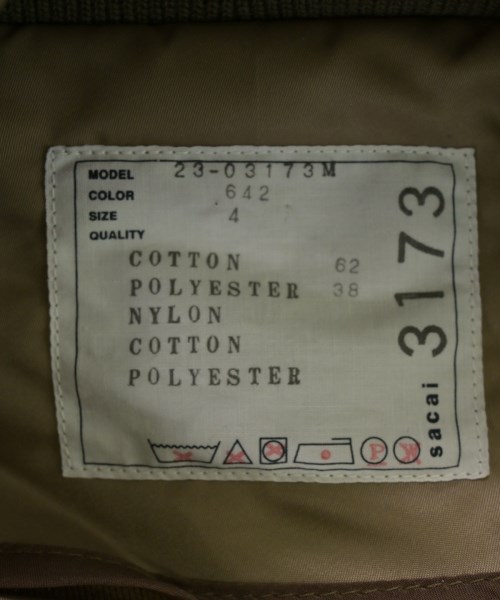 MODEL 23-03173M
COLOR 642
SIZE 4
QUALITY
COTTON 62
POLYESTER 38
NYLON
COTTON
POLYESTER
3173
sacai
P W